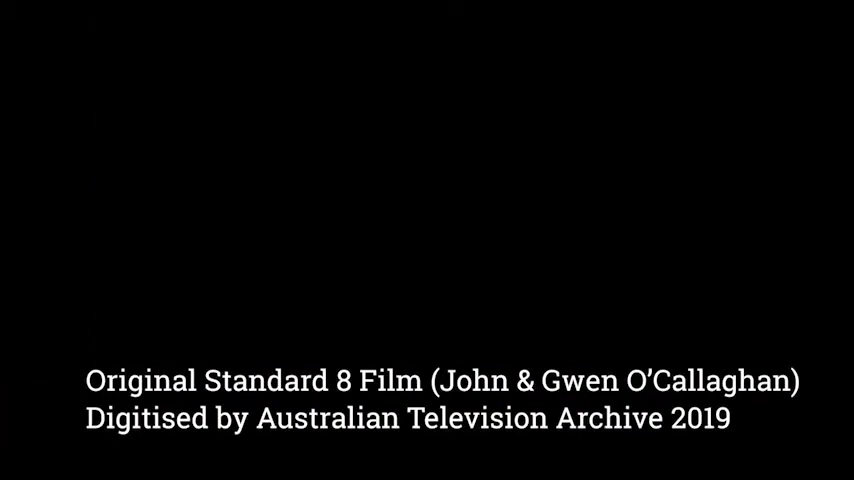 Original Standard 8 Film (John & Gwen O’Callaghan)
Digitised by Australian Television Archive 2019